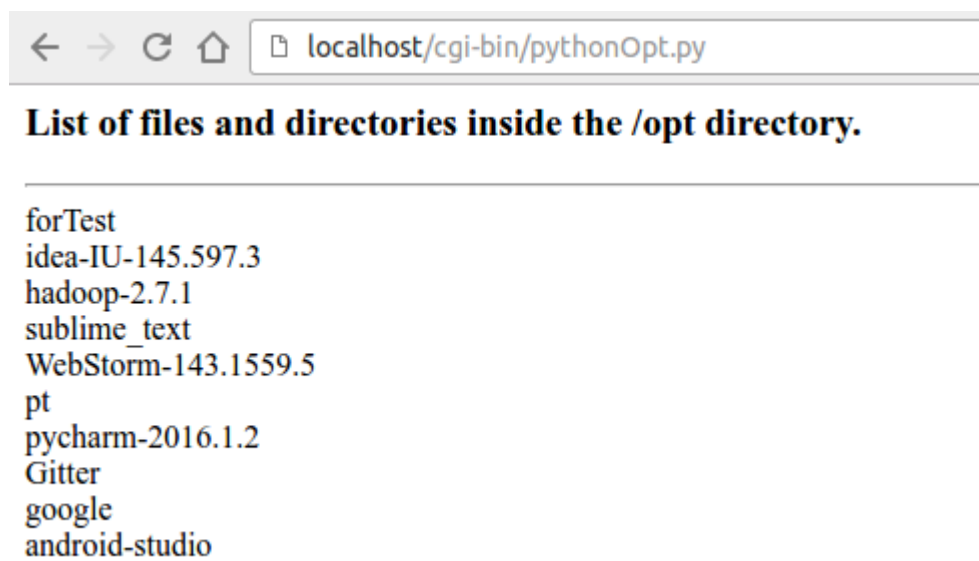 localhost/cgi-bin/pythonOpt.py
List of files and directories inside the /opt directory.
forTest
idea-IU-145.597.3
hadoop-2.7.1
sublime_text
WebStorm-143.1559.5
pt
pycharm-2016.1.2
Gitter
google
android-studio